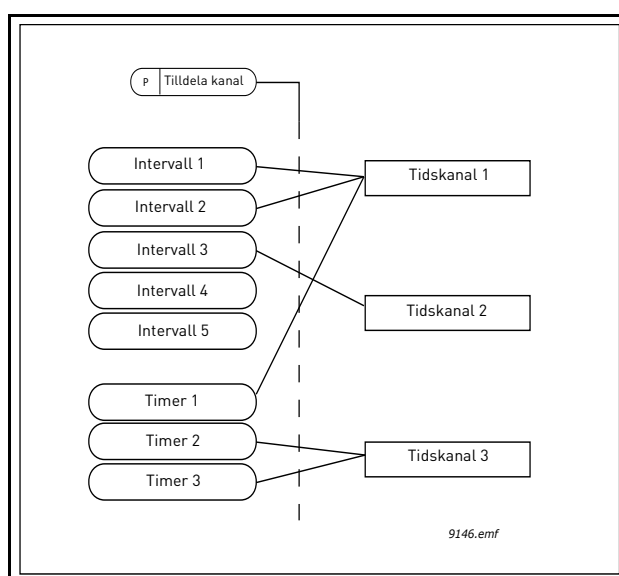 P Tilldela kanal
Intervall 1
Tidskanal 1
Intervall 2
Intervall 3
Intervall 4
Tidskanal 2
Intervall 5
Timer 1
Timer 2
Tidskanal 3
Timer 3
9146.emf